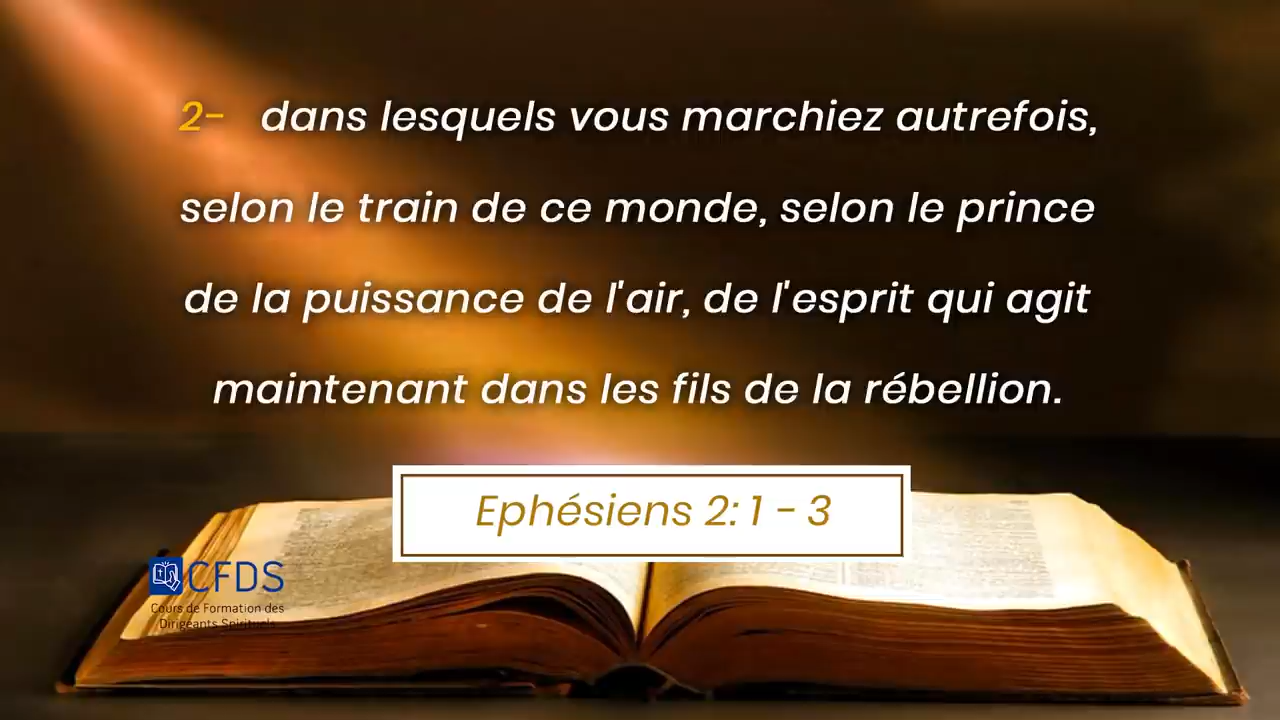 2- dans lesquels vous marchiez autrefois,
selon le train de ce monde, selon le prince
de la puissance de l'air, de l'esprit qui agit
maintenant dans les fils de la rébellion.
Ephésiens 2: 1 - 3
CFDS
Cours de Formation des
Dirigeants Spirituels